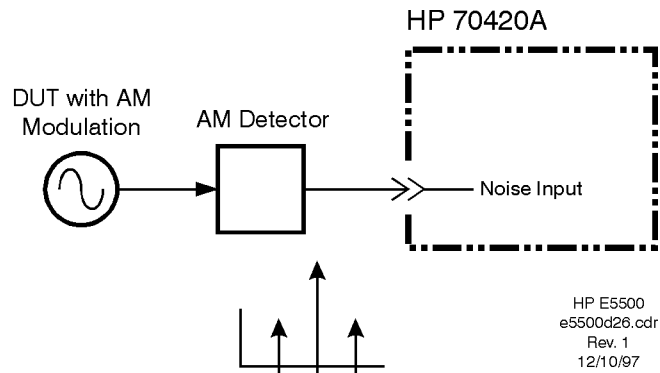 HP 70420A
DUT with AM
Modulation
AM Detector
Noise Input
HP E5500
e5500d26.cdr
Rev. 1
12/10/97